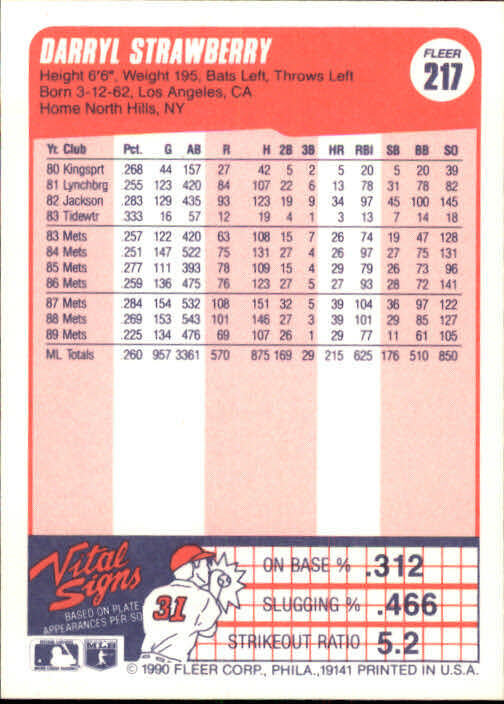 DARRYL STRAWBERRY
FLEER
217
Height 6'6", Weight 195, Bats Left, Throws Left
Born 3-12-62, Los Angeles, CA
Home North Hills, NY
Yr. Club Pct. G AB R H 2B 3B HR RBI SB BB SO
80 Kingsprt .268 44 157 27 42 5 2 5 20 5 20 39
81 Lynchbrg .255 123 420 84 107 22 6 13 78 31 78 82
82 Jackson .283 129 435 93 123 19 9 34 97 45 100 145
83 Tidewtr .333 16 57 12 19 4 1 3 13 7 14 18
83 Mets .257 122 420 63 108 15 7 26 74 19 47 128
84 Mets .251 147 522 75 131 27 4 26 97 27 75 131
85 Mets .277 111 393 78 109 15 4 29 79 26 73 96
86 Mets .259 136 475 76 123 27 5 27 93 28 72 141
87 Mets .284 154 532 108 151 32 5 39 104 36 97 122
88 Mets .269 153 543 101 146 27 3 39 101 29 85 127
89 Mets .225 134 476 69 107 26 1 29 77 11 61 105
ML Totals .260 957 3361 570 875 169 29 215 625 176 510 850
Vital Signs
BASED ON PLATE APPEARANCES PER SO
31
ON BASE % .312
SLUGGING % .466
STRIKEOUT RATIO 5.2
MLB
© 1990 FLEER CORP., PHILA., 19141 PRINTED IN U.S.A.